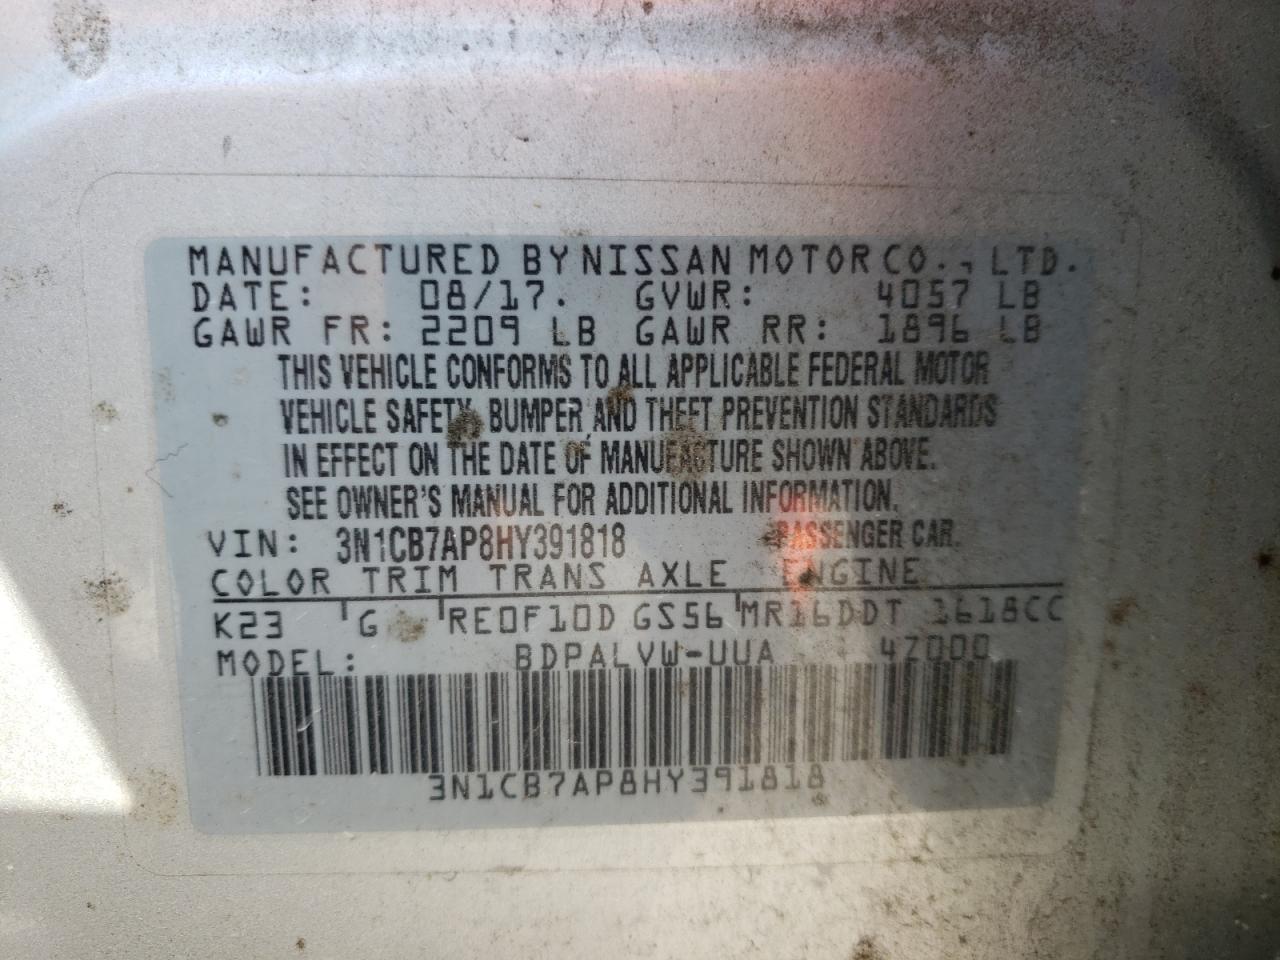 MANUFACTURED BY NISSAN MOTOR CO., LTD.
DATE: 08/17. GVWR: 4057 LB
GAWR FR: 2209 LB GAWR RR: 1896 LB
THIS VEHICLE CONFORMS TO ALL APPLICABLE FEDERAL MOTOR
VEHICLE SAFETY, BUMPER, AND THEFT PREVENTION STANDARDS
IN EFFECT ON THE DATE OF MANUFACTURE SHOWN ABOVE.
SEE OWNER'S MANUAL FOR ADDITIONAL INFORMATION.
VIN: 3N1CB7AP8HY391818 PASSENGER CAR.
COLOR TRIM TRANS AXLE ENGINE
K23 G RE0F10D GS56 MR16DDT 1618CC
MODEL: BDPALVW-UUA 47000
3N1CB7AP8HY391818